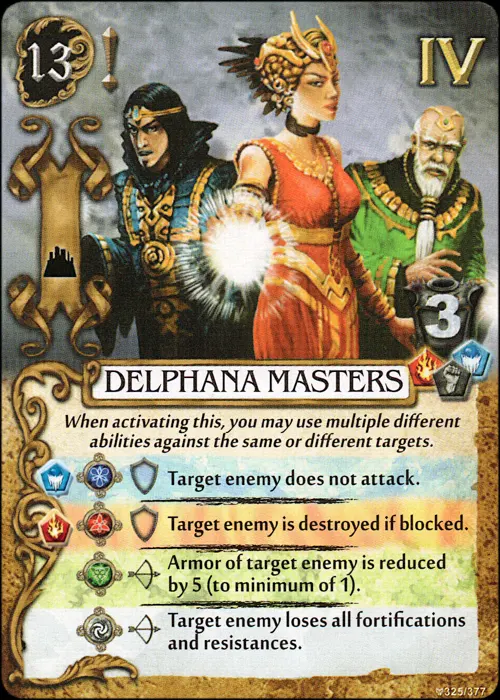 13
IV
3
DELPHANA MASTERS
When activating this, you may use multiple different
abilities against the same or different targets.
Target enemy does not attack.
Target enemy is destroyed if blocked.
Armor of target enemy is reduced
by 5 (to minimum of 1).
Target enemy loses all fortifications
and resistances.
325/377